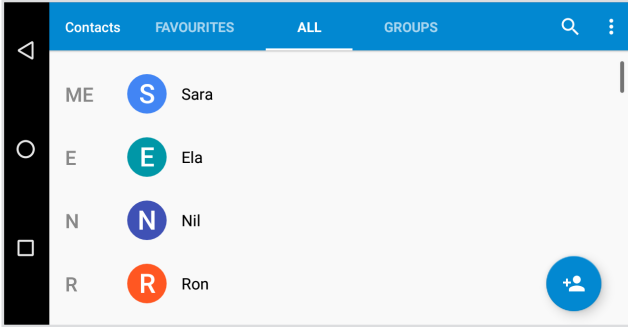 Contacts FAVOURITES ALL GROUPS
ME S Sara
E E Ela
N N Nil
R R Ron